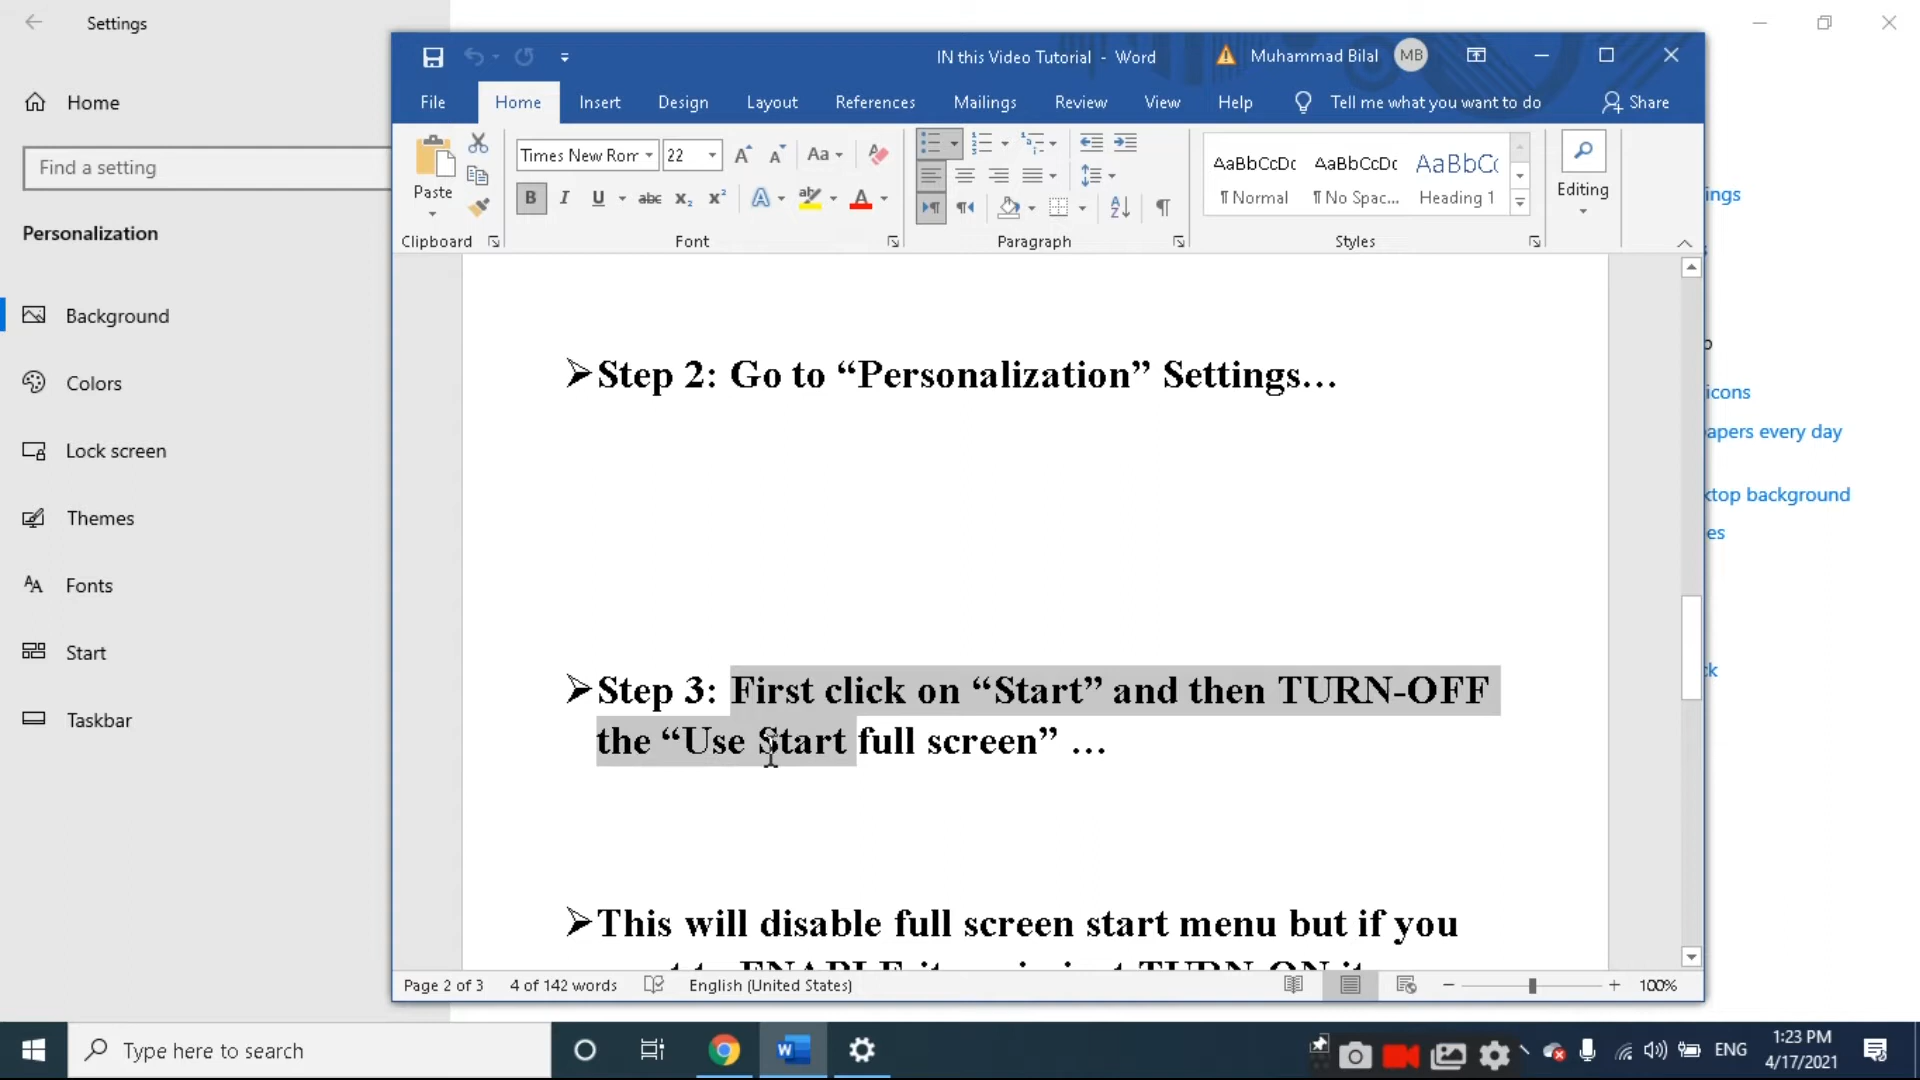 Settings
Home
Find a setting
Personalization
Background
Colors
Lock screen
Themes
Fonts
Start
Taskbar
IN this Video Tutorial - Word
Muhammad Bilal
MB
File
Home
Insert
Design
Layout
References
Mailings
Review
View
Help
Tell me what you want to do
Share
Paste
Clipboard
Times New Ror
22
Aa
B
I
U
abc
Font
Paragraph
AaBbCcDc
¶ Normal
AaBbCcDc
¶ No Spac...
AaBbC
Heading 1
Styles
Editing
Step 2: Go to “Personalization” Settings…
Step 3: First click on “Start” and then TURN-OFF
the “Use Start full screen” …
This will disable full screen start menu but if you
Page 2 of 3
4 of 142 words
English (United States)
100%
ings
icons
apers every day
ktop background
es
Type here to search
ENG
1:23 PM
4/17/2021